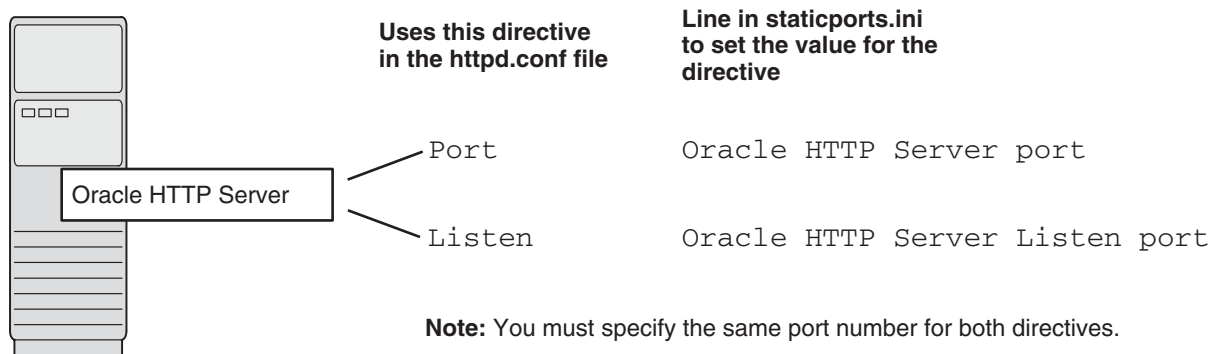 Uses this directive
in the httpd.conf file
Line in staticports.ini
to set the value for the
directive
Oracle HTTP Server
Port
Oracle HTTP Server port
Listen
Oracle HTTP Server Listen port
Note: You must specify the same port number for both directives.